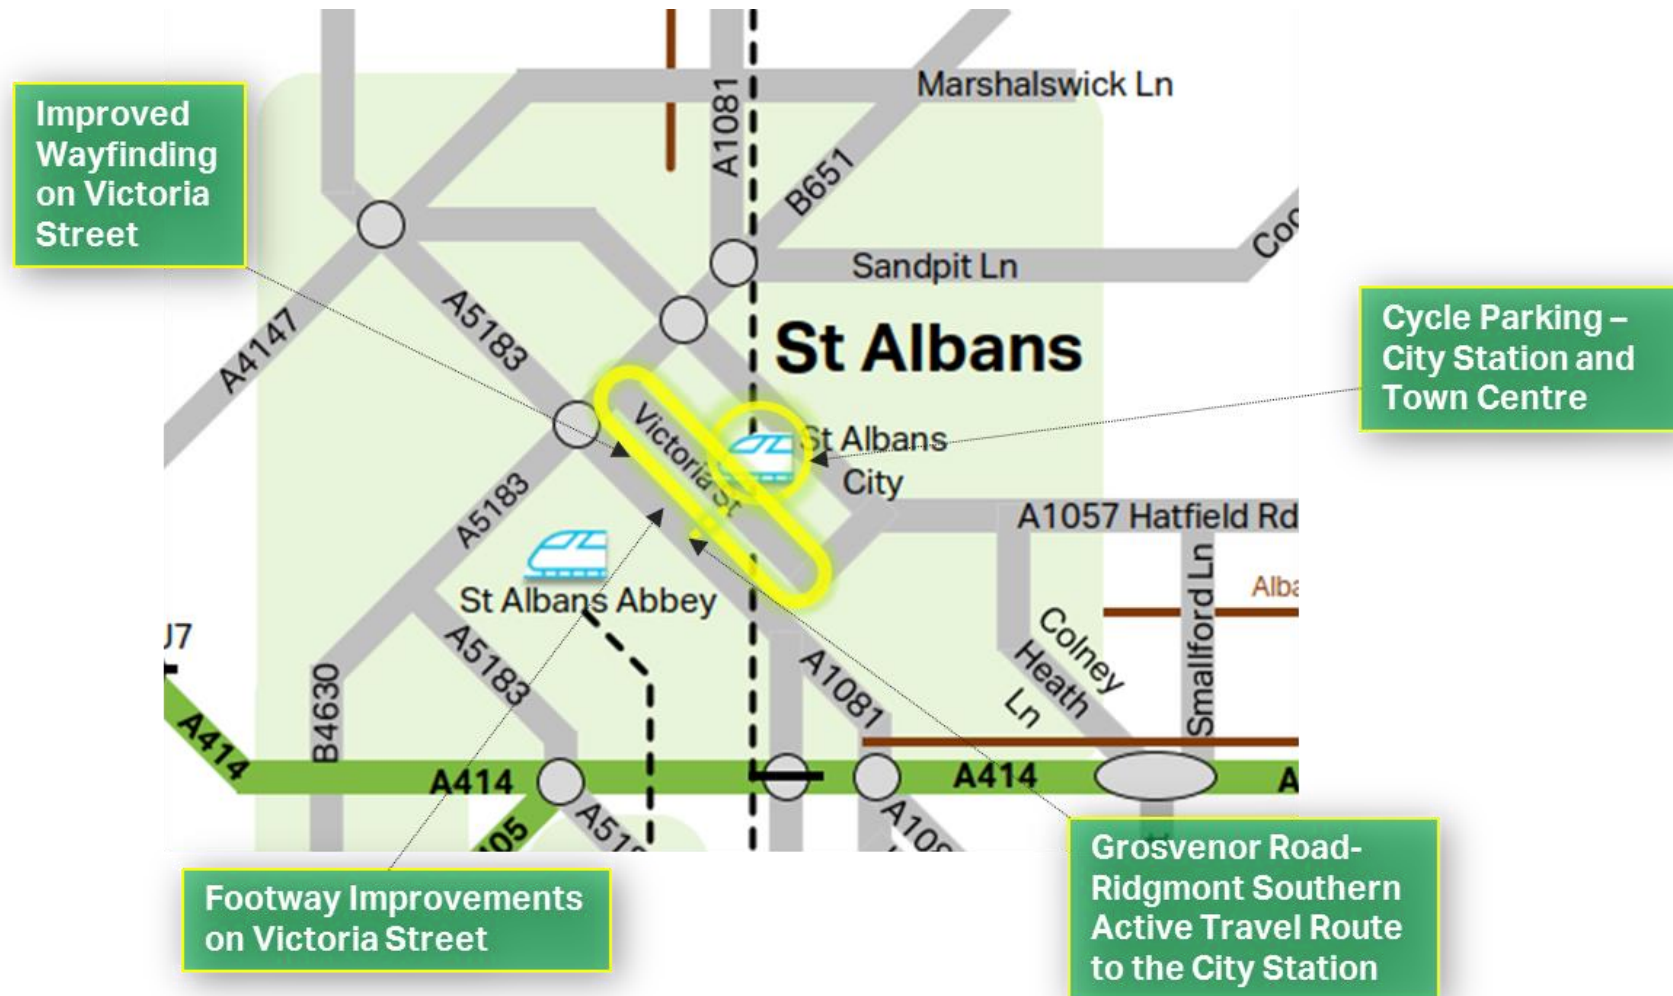 Improved
Wayfinding
on Victoria
Street
Marshalswick Ln
A1081
B651
Sandpit Ln
A5183
A4147
St Albans
Cycle Parking –
City Station and
Town Centre
Victoria St
St Albans
City
A5183
A1057 Hatfield Rd
St Albans Abbey
Smallford Ln
Colney
Heath
Ln
J7
A5183
A1081
B4630
A414
A414
A414
A
Footway Improvements
on Victoria Street
Grosvenor Road-
Ridgmont Southern
Active Travel Route
to the City Station